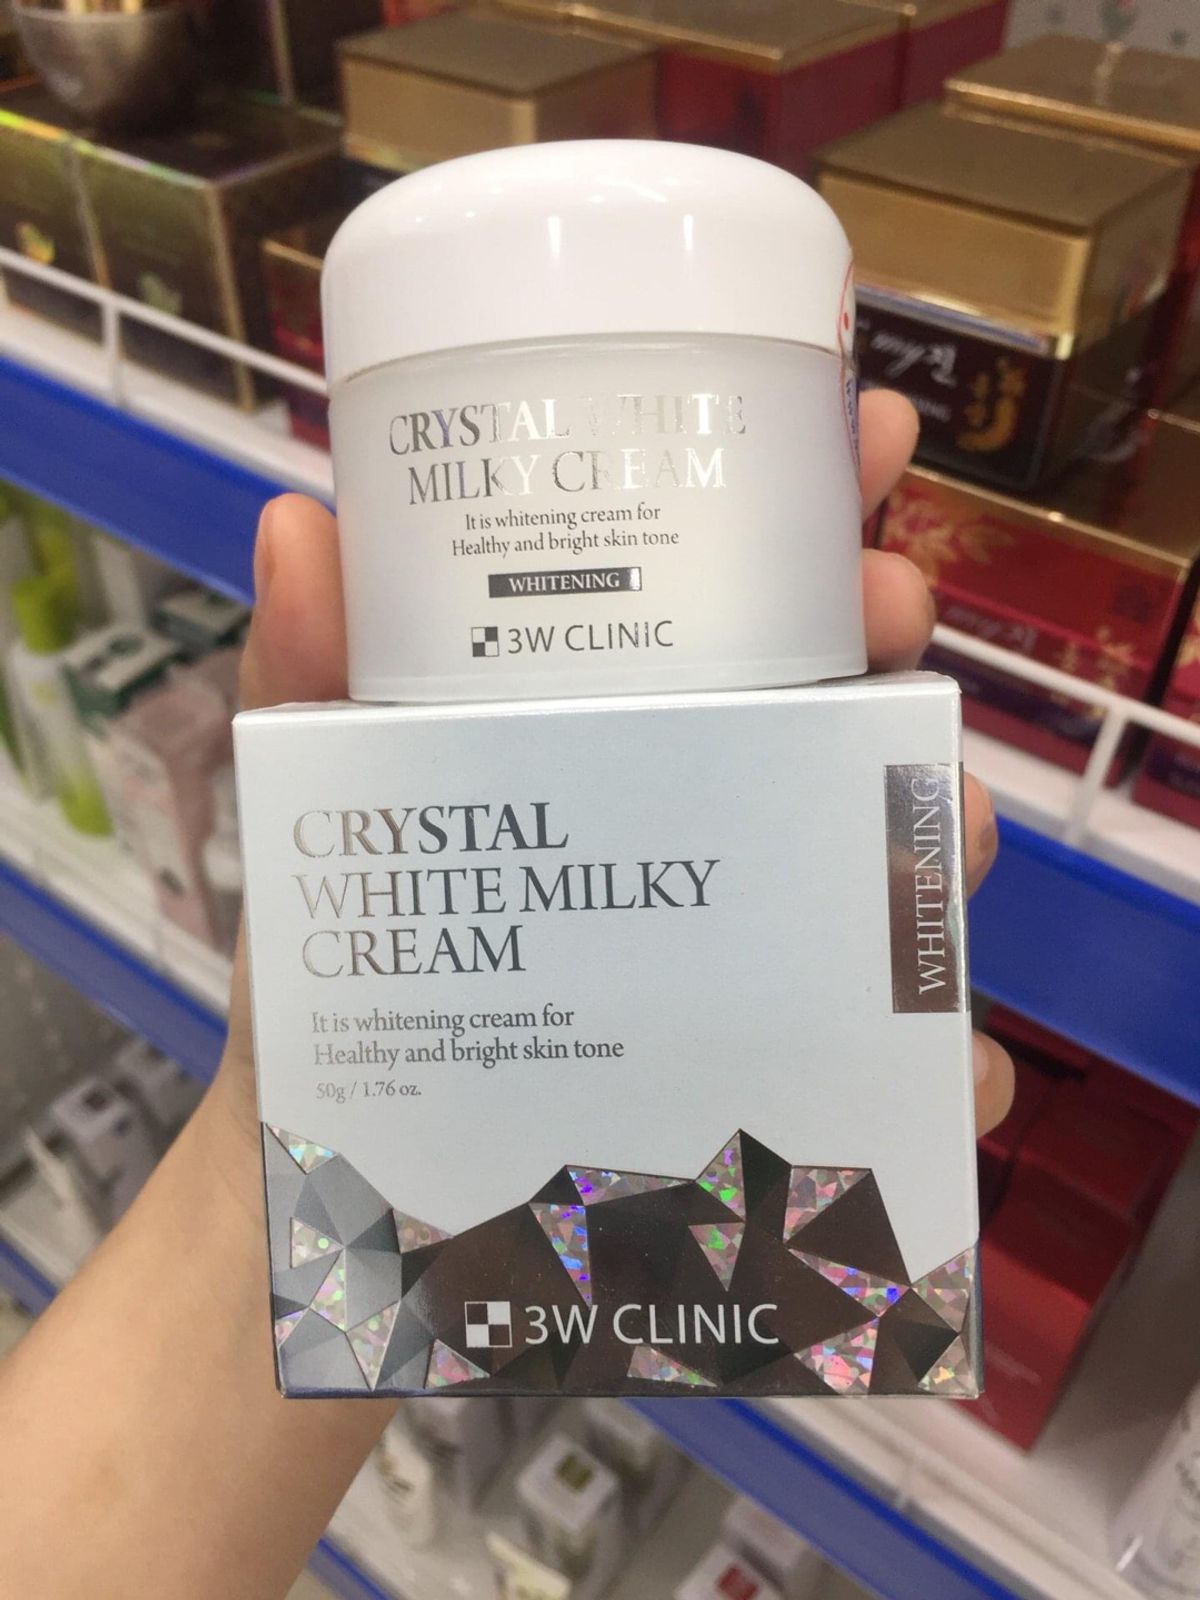 CRYSTAL WHITE
MILKY CREAM
It is whitening cream for
Healthy and bright skin tone
WHITENING
3W CLINIC
CRYSTAL
WHITE MILKY
CREAM
It is whitening cream for
Healthy and bright skin tone
50g / 1.76 oz.
WHITENING
3W CLINIC